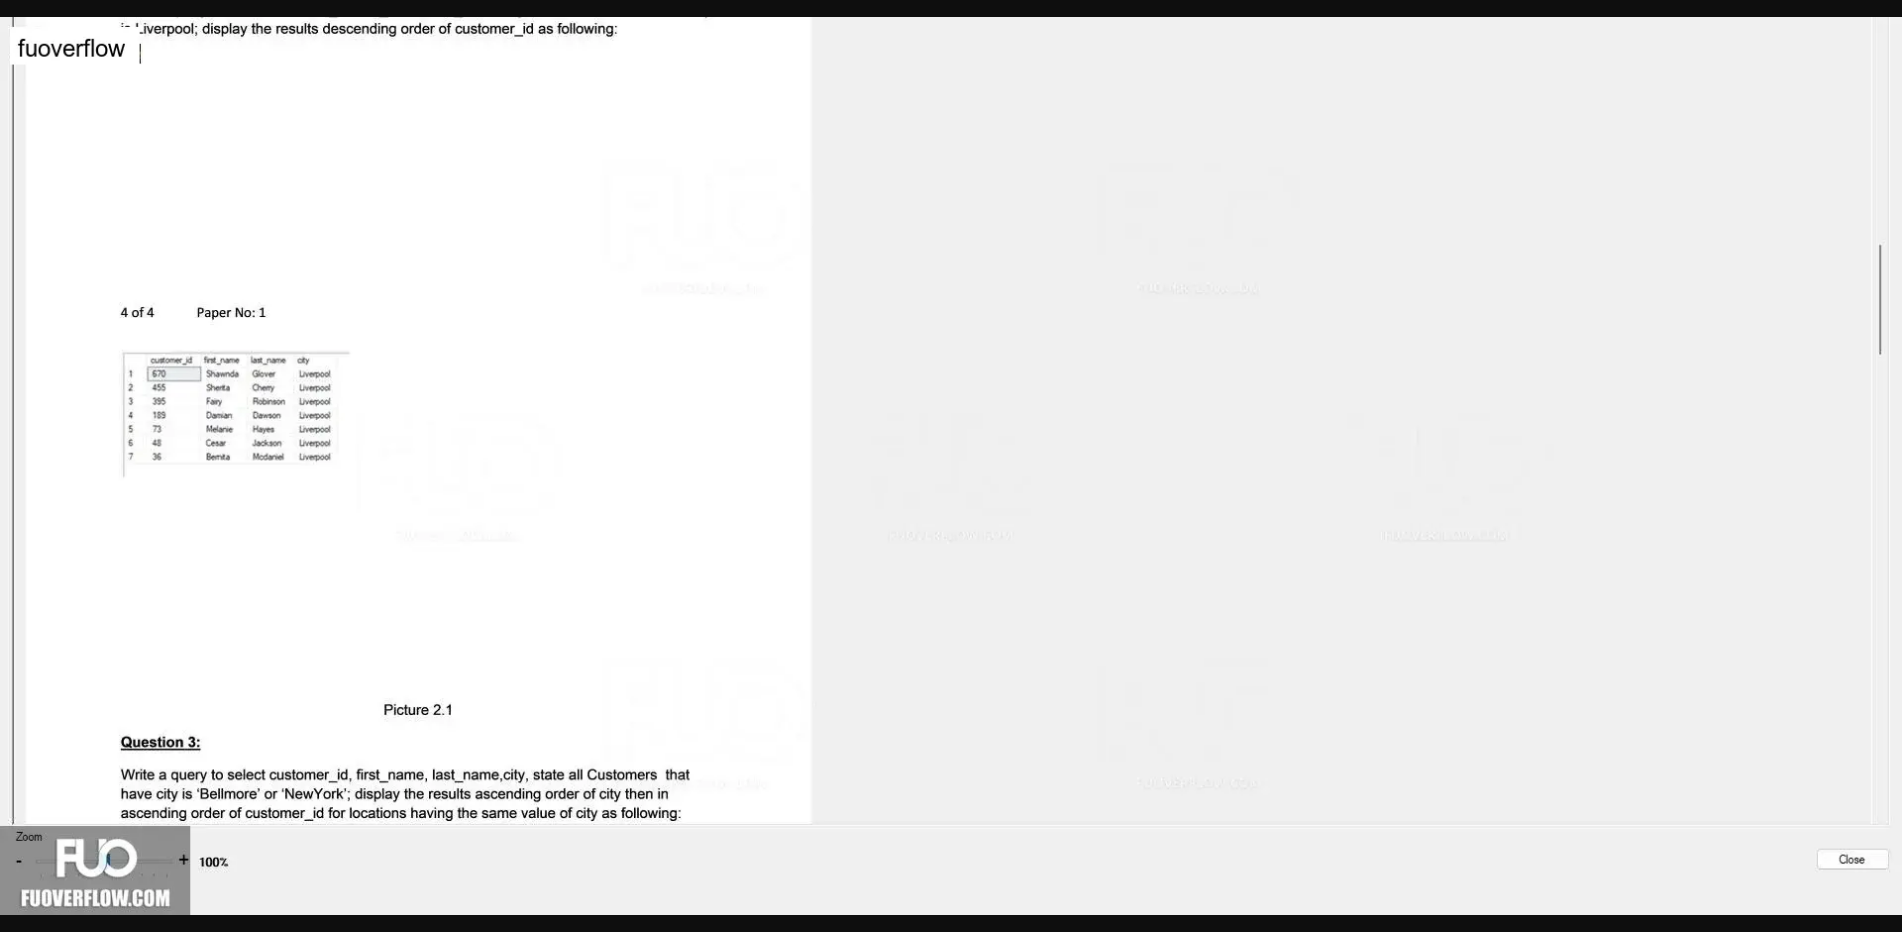 Liverpool; display the results descending order of customer_id as following:
fuoverflow
4 of 4 Paper No: 1
customer_id first_name last_name city
1 670 Shawnda Glover Liverpool
2 455 Sherita Cherry Liverpool
3 395 Fairy Robinson Liverpool
4 189 Damian Dawson Liverpool
5 73 Melanie Hayes Liverpool
6 48 Cesar Jackson Liverpool
7 36 Bernita Mcdaniel Liverpool
Picture 2.1
Question 3:
Write a query to select customer_id, first_name, last_name,city, state all Customers that
have city is ‘Bellmore’ or ‘NewYork’; display the results ascending order of city then in
ascending order of customer_id for locations having the same value of city as following:
Zoom
- + 100%
Close
FUO
FUOVERFLOW.COM